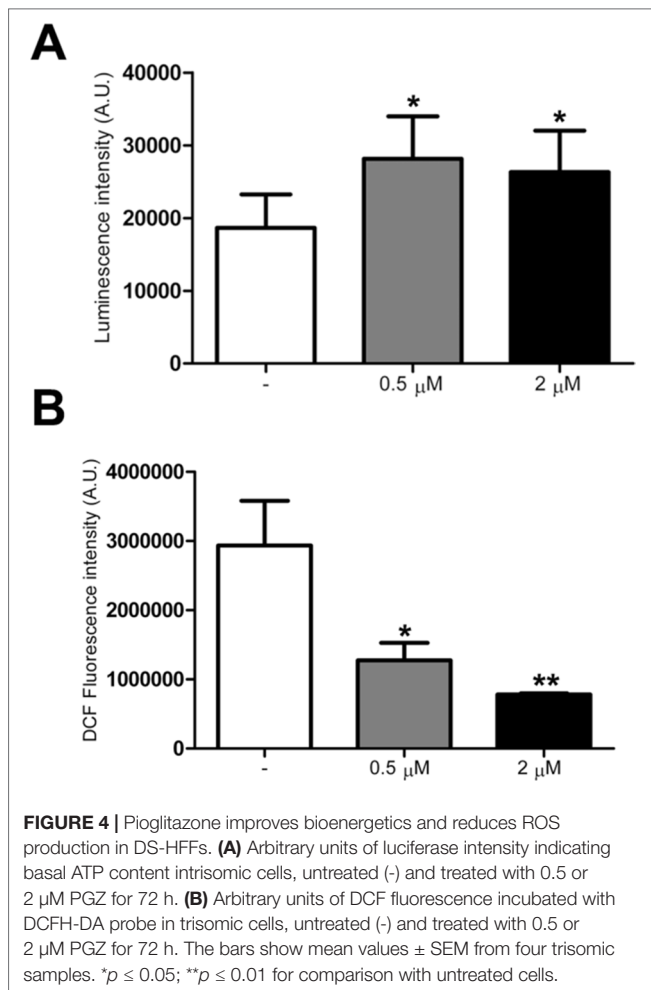 A
Luminescence intensity (A.U.)
40000
30000
20000
10000
0
*
*
-
0.5 μM
2 μM
B
DCF Fluorescence intensity (A.U.)
4000000
3000000
2000000
1000000
0
*
**
-
0.5 μM
2 μM
FIGURE 4 | Pioglitazone improves bioenergetics and reduces ROS
production in DS-HFFs. (A) Arbitrary units of luciferase intensity indicating
basal ATP content intrisomic cells, untreated (-) and treated with 0.5 or
2 μM PGZ for 72 h. (B) Arbitrary units of DCF fluorescence incubated with
DCFH-DA probe in trisomic cells, untreated (-) and treated with 0.5 or
2 μM PGZ for 72 h. The bars show mean values ± SEM from four trisomic
samples. *p ≤ 0.05; **p ≤ 0.01 for comparison with untreated cells.